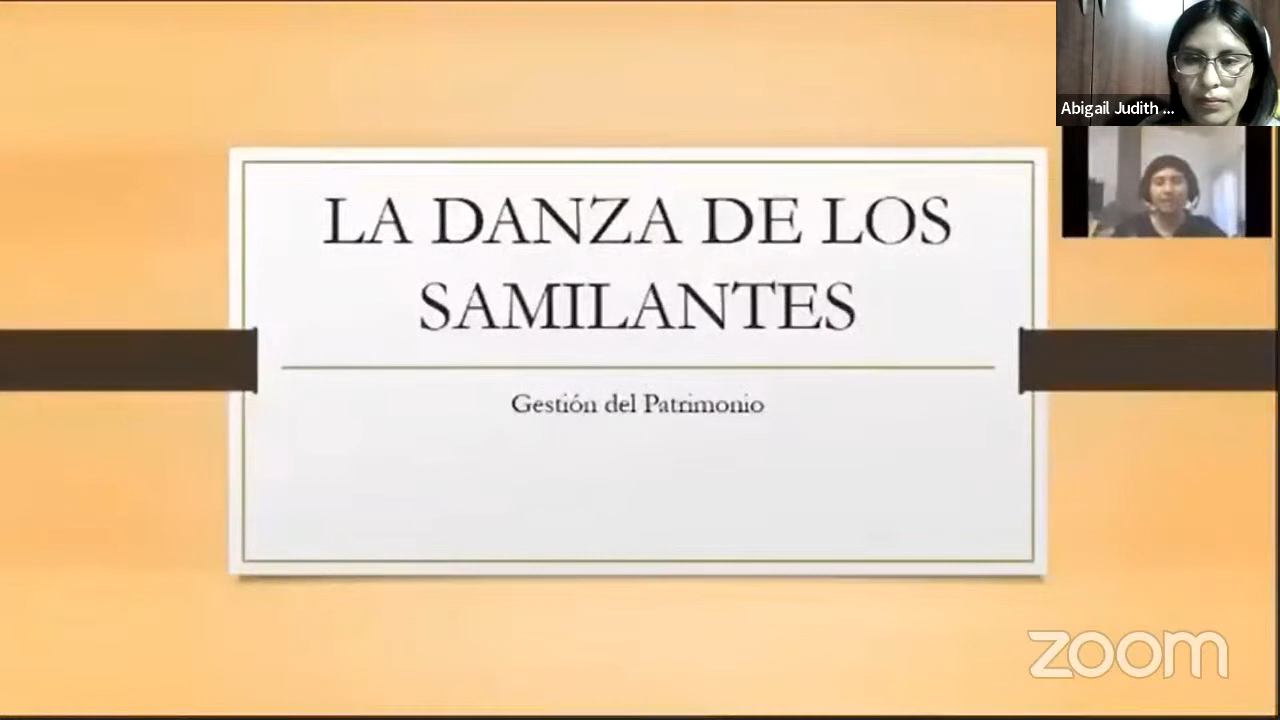 Abigail Judith ...
LA DANZA DE LOS
SAMILANTES
Gestión del Patrimonio
zoom